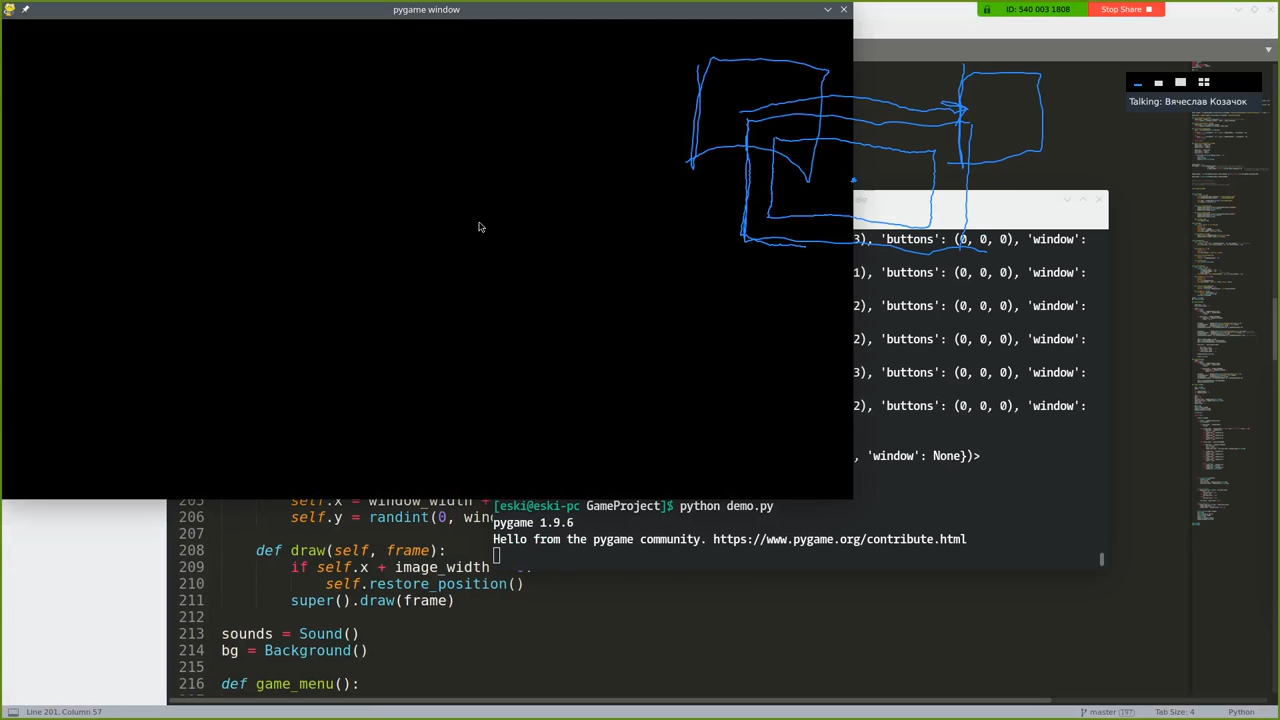 pygame window
ID: 540 003 1808
Stop Share
Talking: Вячеслав Козачок
3), 'buttons': (0, 0, 0), 'window':
1), 'buttons': (0, 0, 0), 'window':
2), 'buttons': (0, 0, 0), 'window':
2), 'buttons': (0, 0, 0), 'window':
3), 'buttons': (0, 0, 0), 'window':
2), 'buttons': (0, 0, 0), 'window':
, 'window': None})>
[eski@eski-pc GameProject]$ python demo.py
pygame 1.9.6
Hello from the pygame community. https://www.pygame.org/contribute.html
205 self.x = window_width +
206 self.y = randint(0, win
207
208 def draw(self, frame):
209 if self.x + image_width
210 self.restore_position()
211 super().draw(frame)
212
213 sounds = Sound()
214 bg = Background()
215
216 def game_menu():
Line 201, Column 57
master 197
Tab Size: 4
Python